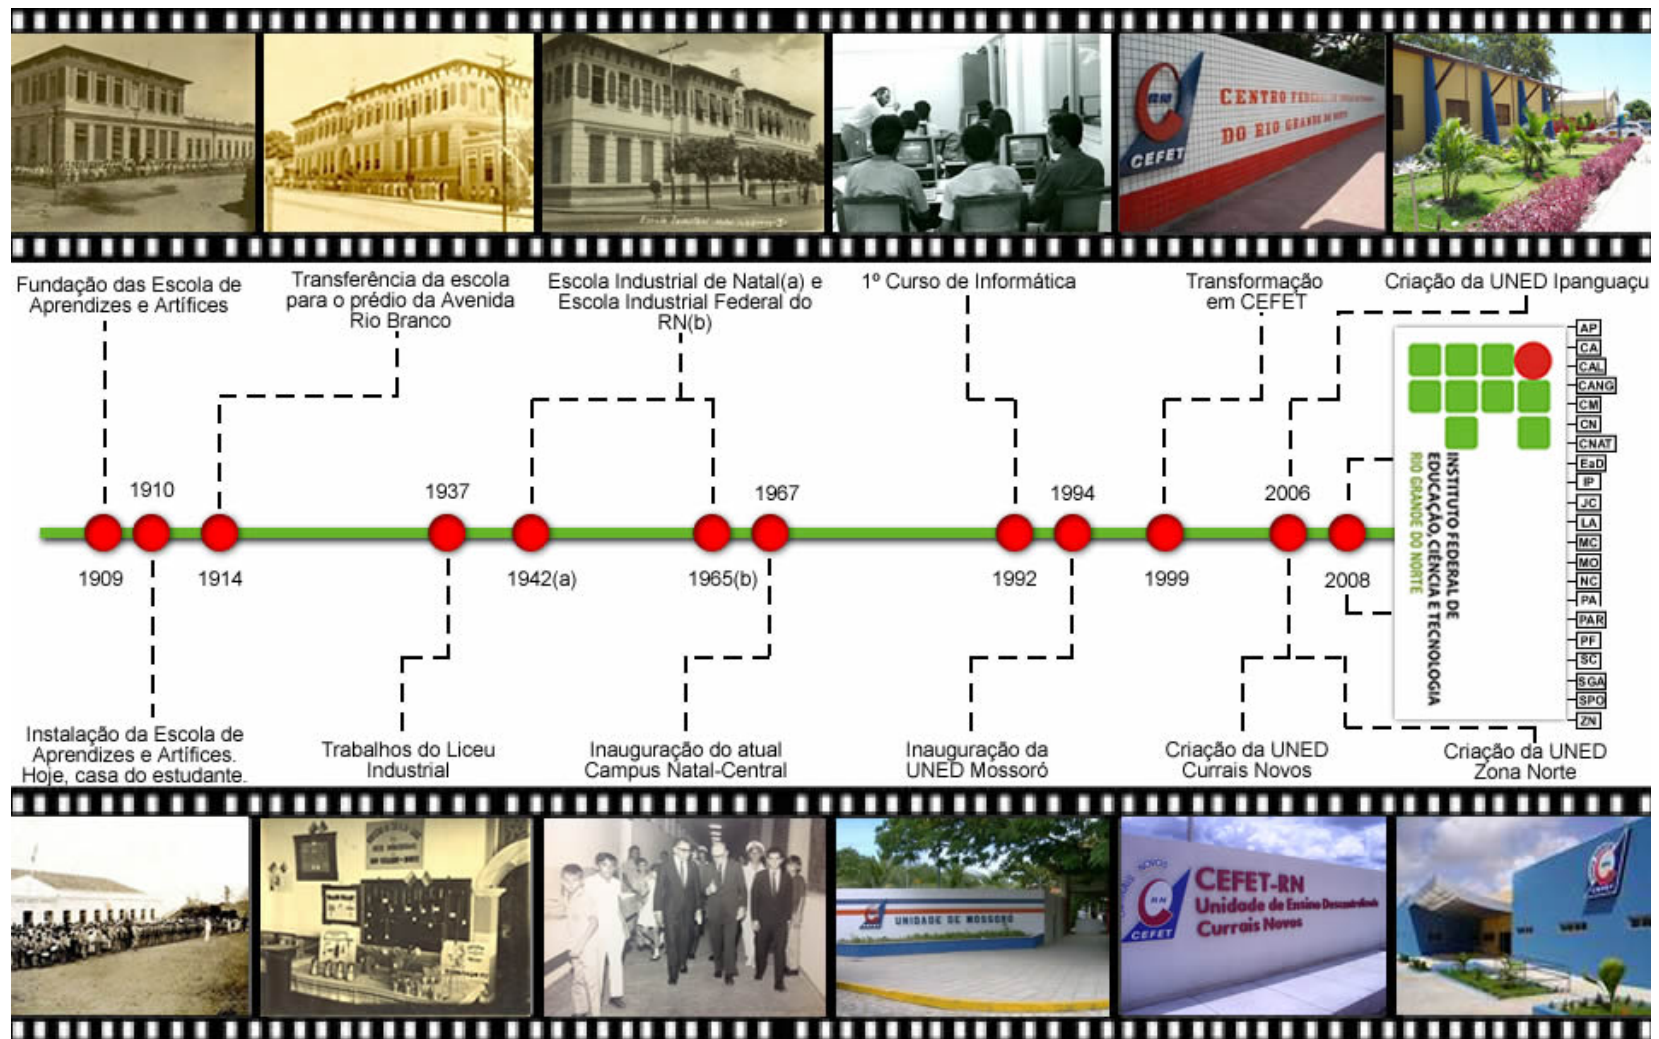 CENTRO FEDERAL
DO RIO GRANDE DO NORTE
RN
CEFET
Fundação das Escola de
Aprendizes e Artífices
Transferência da escola
para o prédio da Avenida
Rio Branco
Escola Industrial de Natal(a) e
Escola Industrial Federal do
RN(b)
1º Curso de Informática
Transformação
em CEFET
Criação da UNED Ipanguaçu
1910
1937
1967
1994
2006
1909
1914
1942(a)
1965(b)
1992
1999
2008
INSTITUTO FEDERAL DE
EDUCAÇÃO, CIÊNCIA E TECNOLOGIA
RIO GRANDE DO NORTE
AP
CA
CAL
CANG
CM
CN
CNAT
EaD
IP
JC
LA
MC
MO
NC
PA
PAR
PF
SC
SGA
SPO
ZN
Instalação da Escola de
Aprendizes e Artífices.
Hoje, casa do estudante.
Trabalhos do Liceu
Industrial
Inauguração do atual
Campus Natal-Central
Inauguração da
UNED Mossoró
Criação da UNED
Currais Novos
Criação da UNED
Zona Norte
UNIDADE DE MOSSORÓ
NOVOS
RN
CEFET
CEFET-RN
Unidade de Ensino Descentralizada
Currais Novos
CEFET